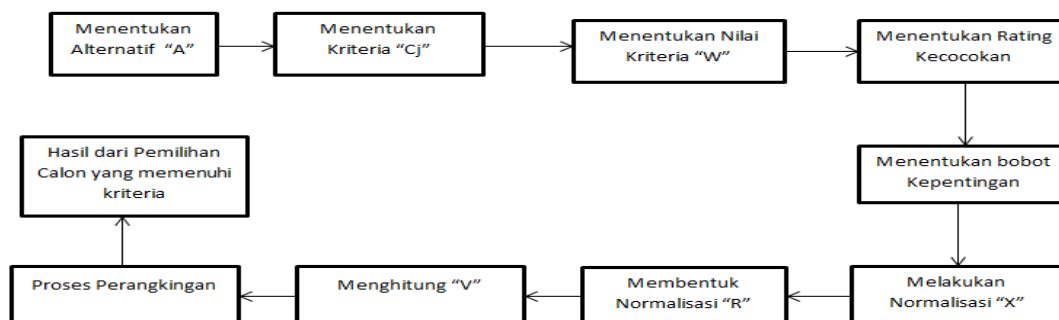 Menentukan
Alternatif “A”
Menentukan
Kriteria “Cj”
Menentukan Nilai
Kriteria “W”
Menentukan Rating
Kecocokan
Menentukan bobot
Kepentingan
Melakukan
Normalisasi “X”
Membentuk
Normalisasi “R”
Menghitung “V”
Proses Perangkingan
Hasil dari Pemilihan
Calon yang memenuhi
kriteria